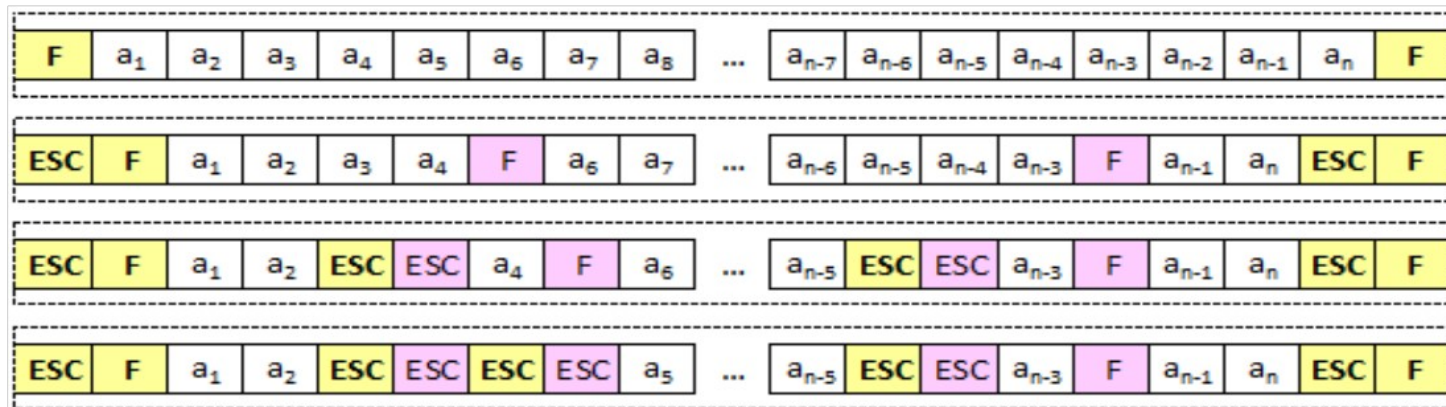 F a₁ a₂ a₃ a₄ a₅ a₆ a₇ a₈ ... aₙ₋₇ aₙ₋₆ aₙ₋₅ aₙ₋₄ aₙ₋₃ aₙ₋₂ aₙ₋₁ aₙ F
ESC F a₁ a₂ a₃ a₄ F a₆ a₇ ... aₙ₋₆ aₙ₋₅ aₙ₋₄ aₙ₋₃ F aₙ₋₁ aₙ ESC F
ESC F a₁ a₂ ESC ESC a₄ F a₆ ... aₙ₋₅ ESC ESC aₙ₋₃ F aₙ₋₁ aₙ ESC F
ESC F a₁ a₂ ESC ESC ESC ESC a₅ ... aₙ₋₅ ESC ESC aₙ₋₃ F aₙ₋₁ aₙ ESC F